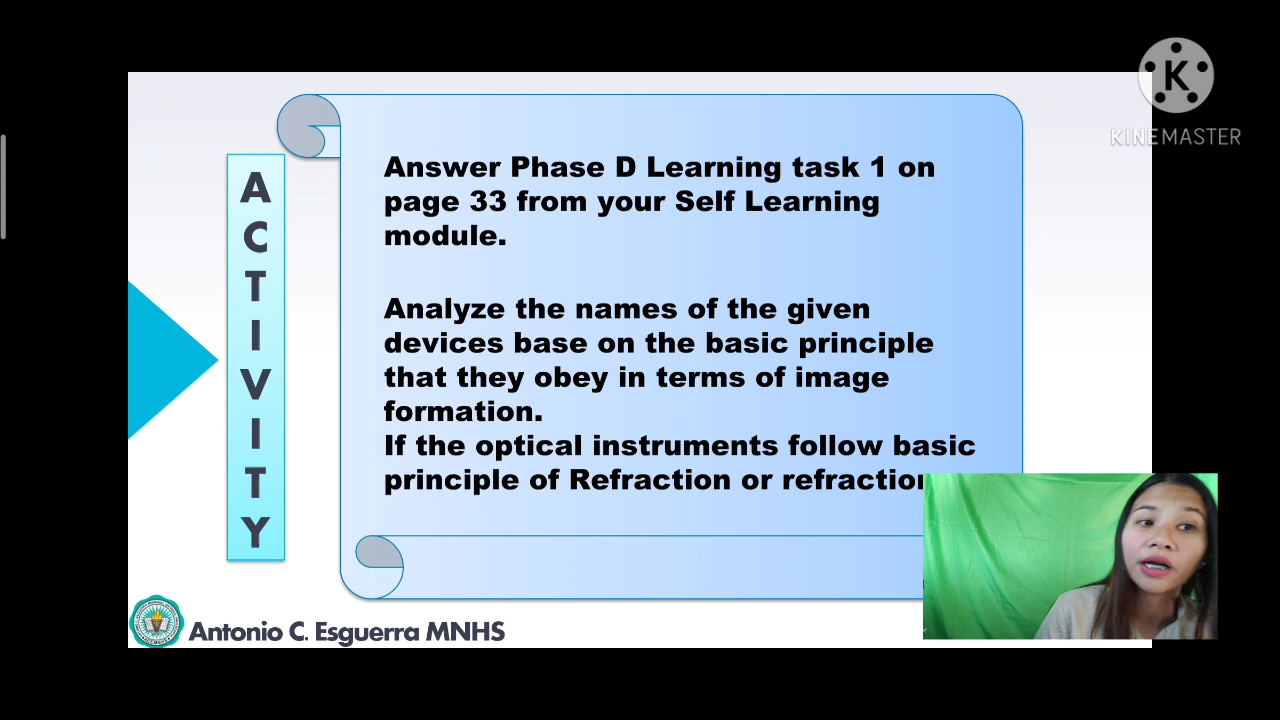 KINEMASTER
K
ACTIVITY
Answer Phase D Learning task 1 on
page 33 from your Self Learning
module.
Analyze the names of the given
devices base on the basic principle
that they obey in terms of image
formation.
If the optical instruments follow basic
principle of Refraction or refraction
Antonio C. Esguerra MNHS